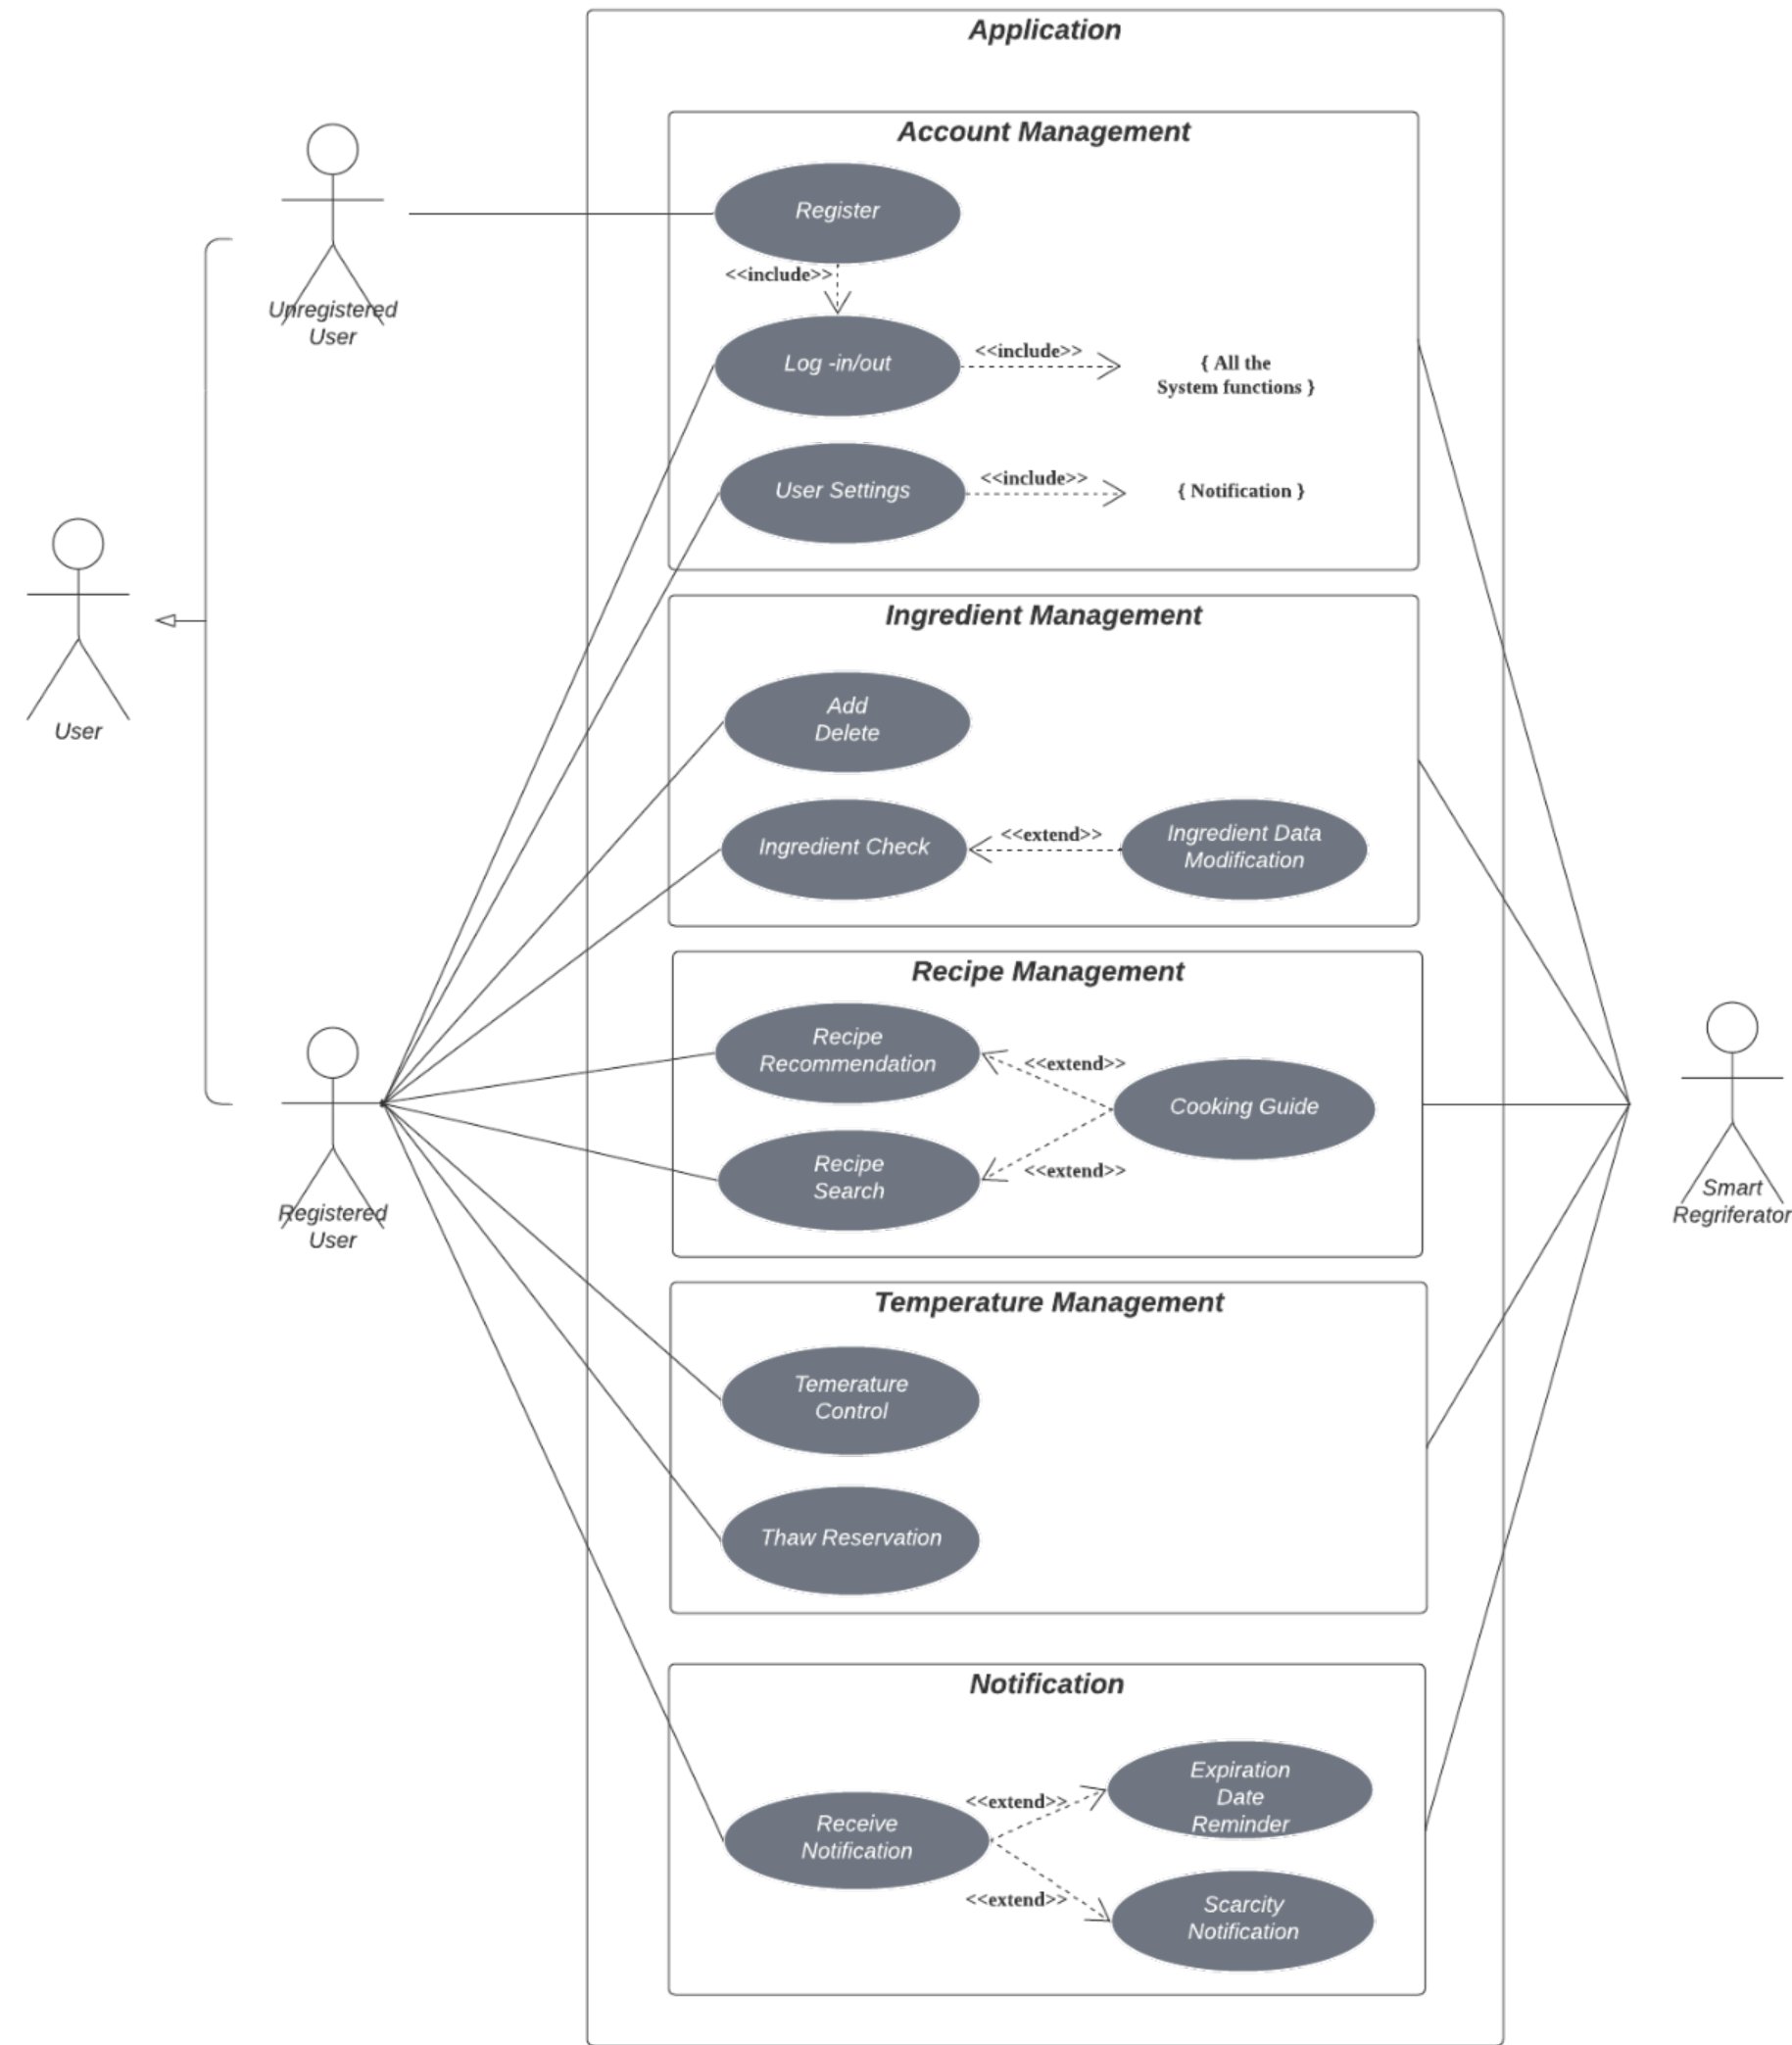 Application
Account Management
Register
<<include>>
Unregistered
User
Log -in/out
<<include>>
{ All the
System functions }
User Settings
<<include>>
{ Notification }
User
Ingredient Management
Add
Delete
Ingredient Check
<<extend>>
Ingredient Data
Modification
Recipe Management
Recipe
Recommendation
<<extend>>
Cooking Guide
Recipe
Search
<<extend>>
Registered
User
Smart
Regriferator
Temperature Management
Temerature
Control
Thaw Reservation
Notification
Receive
Notification
<<extend>>
Expiration
Date
Reminder
<<extend>>
Scarcity
Notification